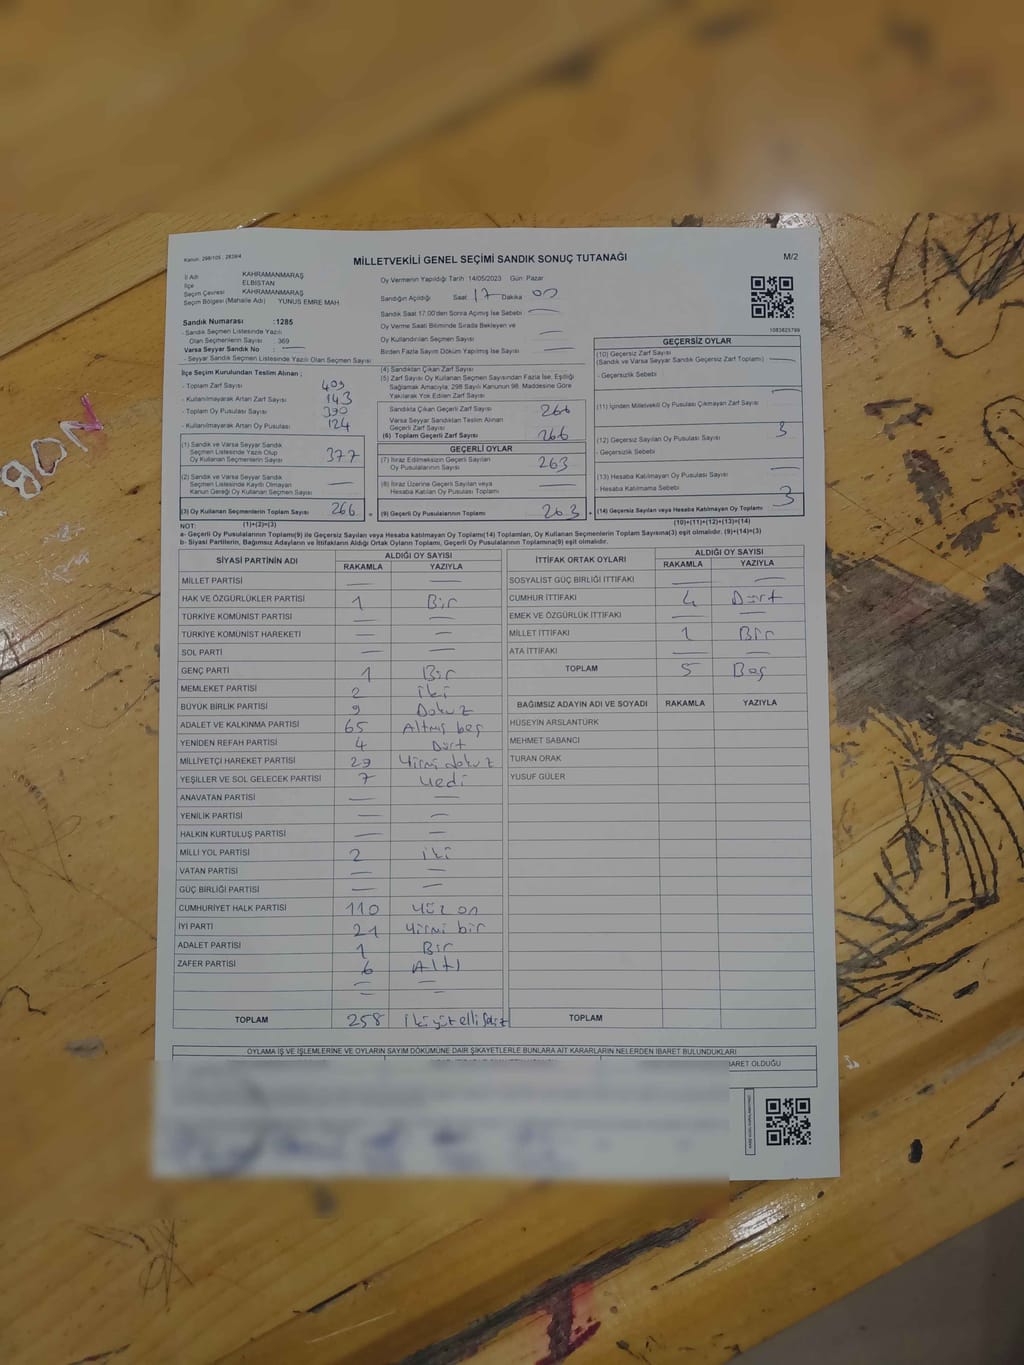 Kanun: 298/105 ; 2839/4
MİLLETVEKİLİ GENEL SEÇİMİ SANDIK SONUÇ TUTANAĞI
M/2
İl Adı KAHRAMANMARAŞ
İlçe ELBİSTAN
Seçim Çevresi KAHRAMANMARAŞ
Seçim Bölgesi (Mahalle Adı) YUNUS EMRE MAH
Oy Vermenin Yapıldığı Tarih 14/05/2023 Gün Pazar
Sandığın Açıldığı Saat 17 Dakika 00
Sandık Saat 17.00'den Sonra Açmış İse Sebebi —
Oy Verme Saati Bitiminde Sırada Bekleyen ve
Oy Kullandırılan Seçmen Sayısı —
Birden Fazla Sayım Döküm Yapılmış İse Sayısı —
1083825799
Sandık Numarası :1285
- Sandık Seçmen Listesinde Yazılı
Olan Seçmenlerin Sayısı : 369
Varsa Seyyar Sandık No : —
- Seyyar Sandık Seçmen Listesinde Yazılı Olan Seçmen Sayısı
İlçe Seçim Kurulundan Teslim Alınan ;
- Toplam Zarf Sayısı 409
- Kullanılmayarak Artan Zarf Sayısı 143
- Toplam Oy Pusulası Sayısı 390
- Kullanılmayarak Artan Oy Pusulası 124
(1) Sandık ve Varsa Seyyar Sandık
Seçmen Listesinde Yazılı Olup
Oy Kullanan Seçmenlerin Sayısı 377
(2) Sandık ve Varsa Seyyar Sandık
Seçmen Listesinde Kayıtlı Olmayan
Kanun Gereği Oy Kullanan Seçmen Sayısı —
(3) Oy Kullanan Seçmenlerin Toplam Sayısı 266 =
(4) Sandıktan Çıkan Zarf Sayısı
(5) Zarf Sayısı Oy Kullanan Seçmen Sayısından Fazla İse, Eşitliği
Sağlamak Amacıyla, 298 Sayılı Kanunun 98. Maddesine Göre
Yakılarak Yok Edilen Zarf Sayısı
Sandıkta Çıkan Geçerli Zarf Sayısı 266
Varsa Seyyar Sandıktan Teslim Alınan
Geçerli Zarf Sayısı
(6) Toplam Geçerli Zarf Sayısı 266
GEÇERLİ OYLAR
(7) İtiraz Edilmeksizin Geçerli Sayılan
Oy Pusulalarının Sayısı 263
(8) İtiraz Üzerine Geçerli Sayılan veya
Hesaba Katılan Oy Pusulası Toplamı —
(9) Geçerli Oy Pusulalarının Toplamı 263 +
GEÇERSİZ OYLAR
(10) Geçersiz Zarf Sayısı
(Sandık ve Varsa Seyyar Sandık Geçersiz Zarf Toplamı) —
- Geçersizlik Sebebi
(11) İçinden Milletvekili Oy Pusulası Çıkmayan Zarf Sayısı —
(12) Geçersiz Sayılan Oy Pusulası Sayısı 3
- Geçersizlik Sebebi
(13) Hesaba Katılmayan Oy Pusulası Sayısı —
Hesaba Katılmama Sebebi
(14) Geçersiz Sayılan veya Hesaba Katılmayan Oy Toplamı 3
NOT: (1)+(2)=(3)
(10)+(11)+(12)+(13)=(14)
a- Geçerli Oy Pusulalarının Toplamı(9) ile Geçersiz Sayılan veya Hesaba katılmayan Oy Toplamı(14) Toplamları, Oy Kullanan Seçmenlerin Toplam Sayısına(3) eşit olmalıdır. (9)+(14)=(3)
b- Siyasi Partilerin, Bağımsız Adayların ve İttifakların Aldığı Ortak Oyların Toplamı, Geçerli Oy Pusulalarının Toplamına(9) eşit olmalıdır.
SİYASİ PARTİNİN ADI ALDIĞI OY SAYISI
RAKAMLA YAZIYLA
MİLLET PARTİSİ — —
HAK VE ÖZGÜRLÜKLER PARTİSİ 1 Bir
TÜRKİYE KOMÜNİST PARTİSİ — —
TÜRKİYE KOMÜNİST HAREKETİ — —
SOL PARTİ — —
GENÇ PARTİ 1 Bir
MEMLEKET PARTİSİ 2 iki
BÜYÜK BİRLİK PARTİSİ 9 Dokuz
ADALET VE KALKINMA PARTİSİ 65 Altmış beş
YENİDEN REFAH PARTİSİ 4 Dört
MİLLİYETÇİ HAREKET PARTİSİ 29 Yirmi dokuz
YEŞİLLER VE SOL GELECEK PARTİSİ 7 Yedi
ANAVATAN PARTİSİ — —
YENİLİK PARTİSİ — —
HALKIN KURTULUŞ PARTİSİ — —
MİLLİ YOL PARTİSİ 2 iki
VATAN PARTİSİ — —
GÜÇ BİRLİĞİ PARTİSİ — —
CUMHURİYET HALK PARTİSİ 110 Yüz on
İYİ PARTİ 21 Yirmi bir
ADALET PARTİSİ 1 Bir
ZAFER PARTİSİ 6 Altı
TOPLAM 258 iki yüz elli sekiz
İTTİFAK ORTAK OYLARI ALDIĞI OY SAYISI
RAKAMLA YAZIYLA
SOSYALİST GÜÇ BİRLİĞİ İTTİFAKI — —
CUMHUR İTTİFAKI 4 Dört
EMEK VE ÖZGÜRLÜK İTTİFAKI — —
MİLLET İTTİFAKI 1 Bir
ATA İTTİFAKI — —
TOPLAM 5 Beş
BAĞIMSIZ ADAYIN ADI VE SOYADI RAKAMLA YAZIYLA
HÜSEYİN ARSLANTÜRK
MEHMET SABANCI
TURAN ORAK
YUSUF GÜLER
TOPLAM
OYLAMA İŞ VE İŞLEMLERİNE VE OYLARIN SAYIM DÖKÜMÜNE DAİR ŞİKAYETLERLE BUNLARA AİT KARARLARIN NELERDEN İBARET BULUNDUKLARI
BARET OLDUĞU